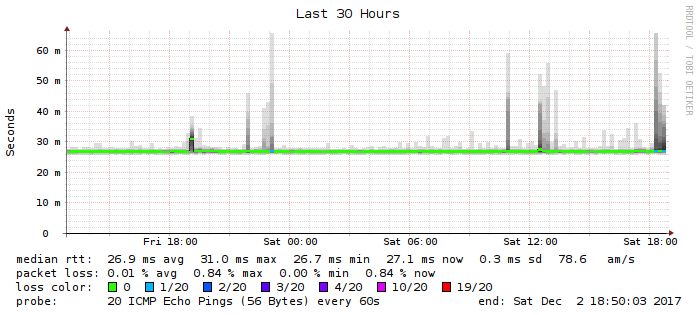 Last 30 Hours
RRDTOOL / TOBI OETIKER
Seconds
60 m
50 m
40 m
30 m
20 m
10 m
0
Fri 18:00 Sat 00:00 Sat 06:00 Sat 12:00 Sat 18:00
median rtt: 26.9 ms avg 31.0 ms max 26.7 ms min 27.1 ms now 0.3 ms sd 78.6 am/s
packet loss: 0.01 % avg 0.84 % max 0.00 % min 0.84 % now
loss color: 0 1/20 2/20 3/20 4/20 10/20 19/20
probe: 20 ICMP Echo Pings (56 Bytes) every 60s end: Sat Dec 2 18:50:03 2017